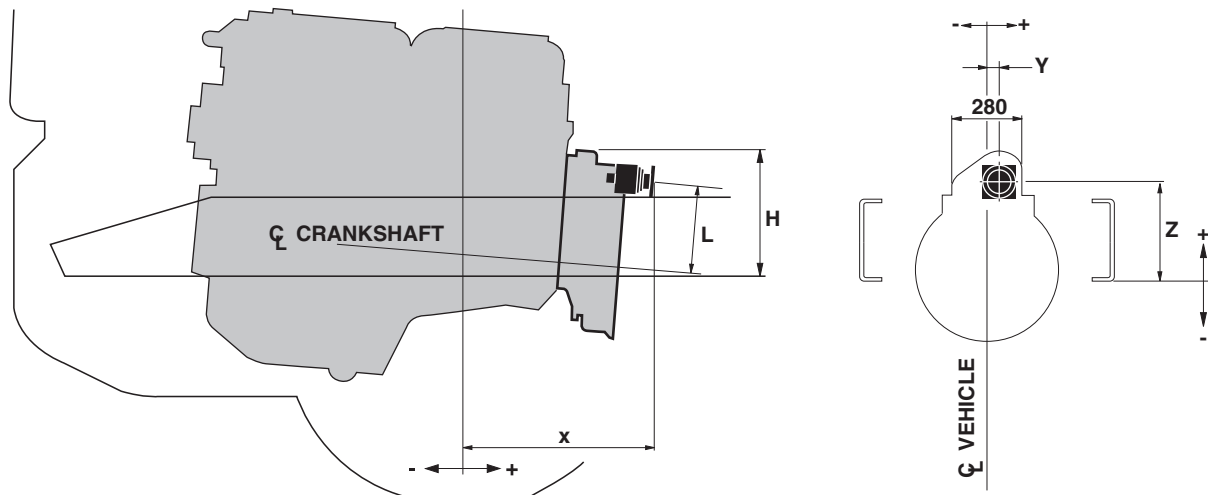 - +
Y
280
H
L
℄ CRANKSHAFT
Z
+
-
x
- +
℄ VEHICLE